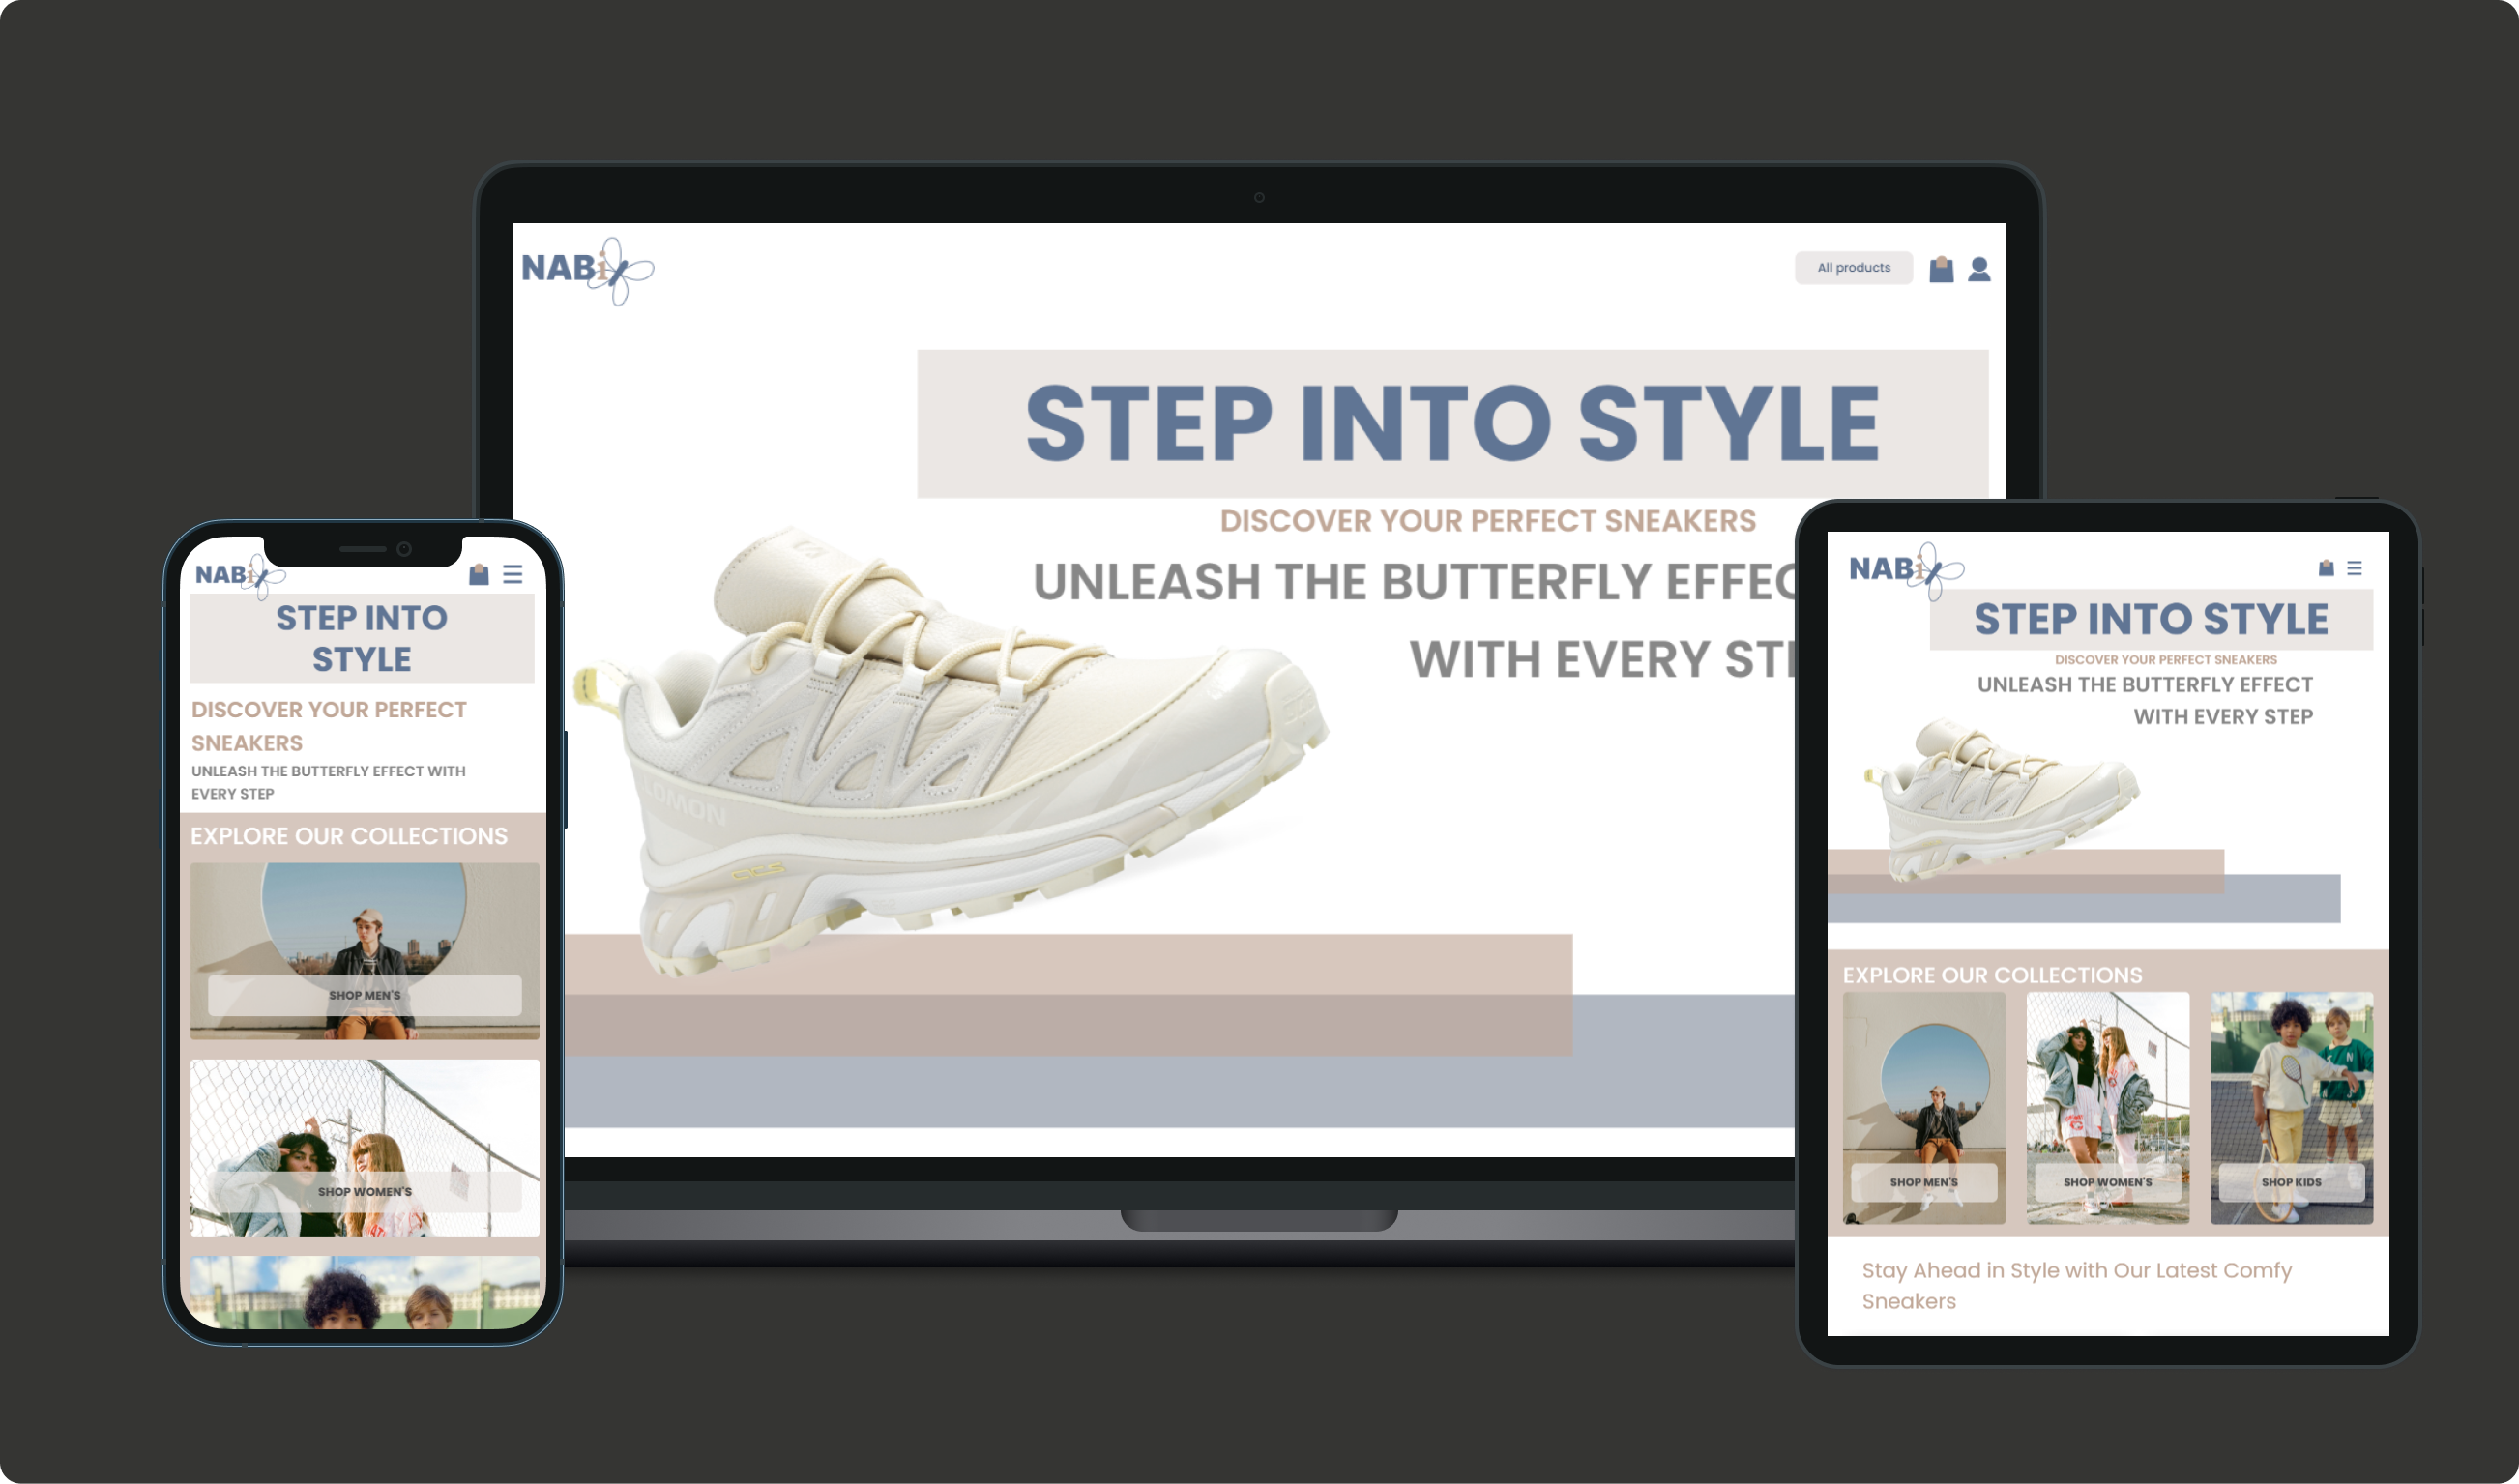 NABi
All products
STEP INTO STYLE
DISCOVER YOUR PERFECT SNEAKERS
UNLEASH THE BUTTERFLY EFFEC
WITH EVERY STE
NABi
STEP INTO
STYLE
DISCOVER YOUR PERFECT
SNEAKERS
UNLEASH THE BUTTERFLY EFFECT WITH
EVERY STEP
EXPLORE OUR COLLECTIONS
SHOP MEN'S
SHOP WOMEN'S
NABi
STEP INTO STYLE
DISCOVER YOUR PERFECT SNEAKERS
UNLEASH THE BUTTERFLY EFFECT
WITH EVERY STEP
EXPLORE OUR COLLECTIONS
SHOP MEN'S
SHOP WOMEN'S
SHOP KIDS
Stay Ahead in Style with Our Latest Comfy
Sneakers